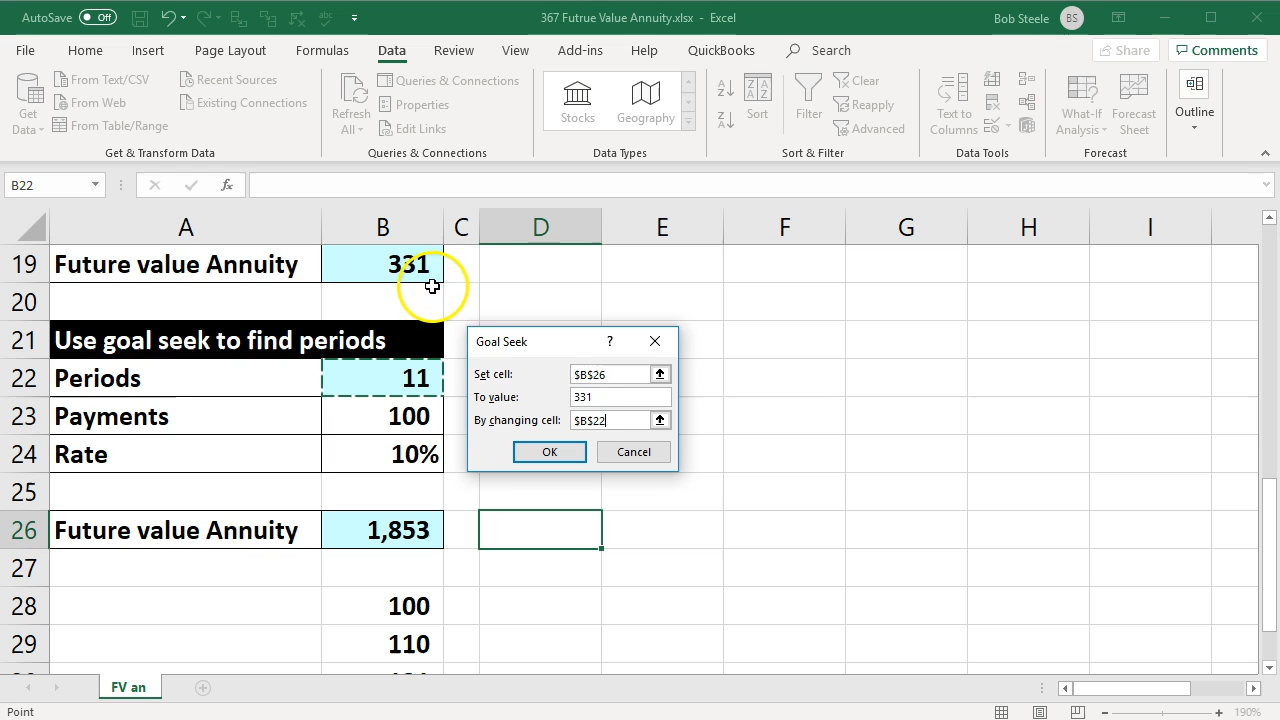 AutoSave Off 367 Futrue Value Annuity.xlsx - Excel Bob Steele BS
File Home Insert Page Layout Formulas Data Review View Add-ins Help QuickBooks Search Share Comments
Get Data
From Text/CSV
From Web
From Table/Range
Recent Sources
Existing Connections
Get & Transform Data
Refresh All
Queries & Connections
Properties
Edit Links
Queries & Connections
Stocks
Geography
Data Types
Sort
Filter
Clear
Reapply
Advanced
Sort & Filter
Text to Columns
Data Tools
What-If Analysis
Forecast Sheet
Forecast
Outline
B22 fx
A B C D E F G H I
19 Future value Annuity 331
20
21 Use goal seek to find periods
22 Periods 11
23 Payments 100
24 Rate 10%
25
26 Future value Annuity 1,853
27
28 100
29 110
Goal Seek ?
Set cell: $B$26
To value: 331
By changing cell: $B$22
OK Cancel
FV an
Point 190%